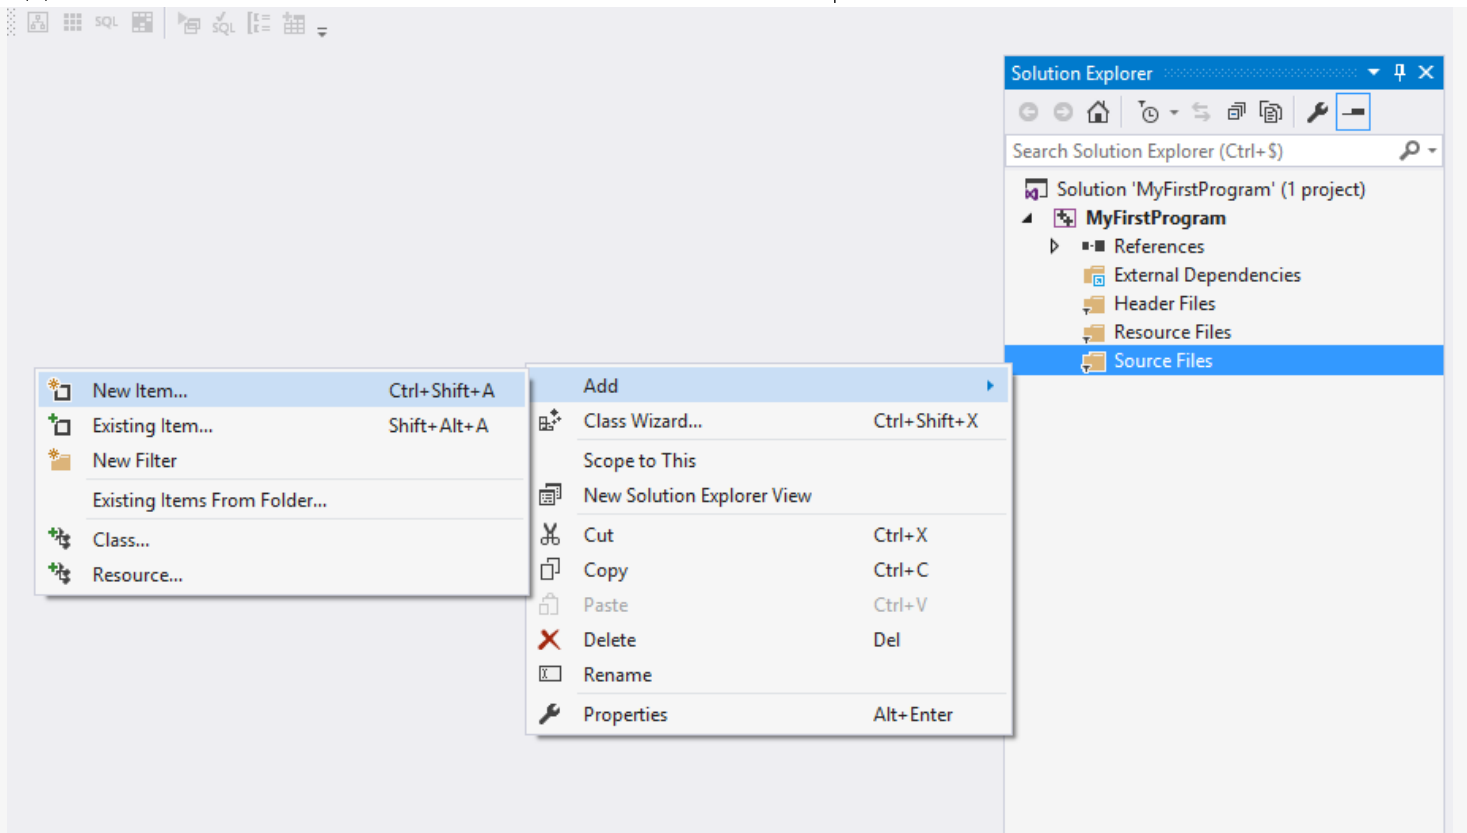 SQL
SQL
Solution Explorer
Search Solution Explorer (Ctrl+$)
Solution 'MyFirstProgram' (1 project)
MyFirstProgram
References
External Dependencies
Header Files
Resource Files
Source Files
New Item... Ctrl+Shift+A
Existing Item... Shift+Alt+A
New Filter
Existing Items From Folder...
Class...
Resource...
Add
Class Wizard... Ctrl+Shift+X
Scope to This
New Solution Explorer View
Cut Ctrl+X
Copy Ctrl+C
Paste Ctrl+V
Delete Del
Rename
Properties Alt+Enter